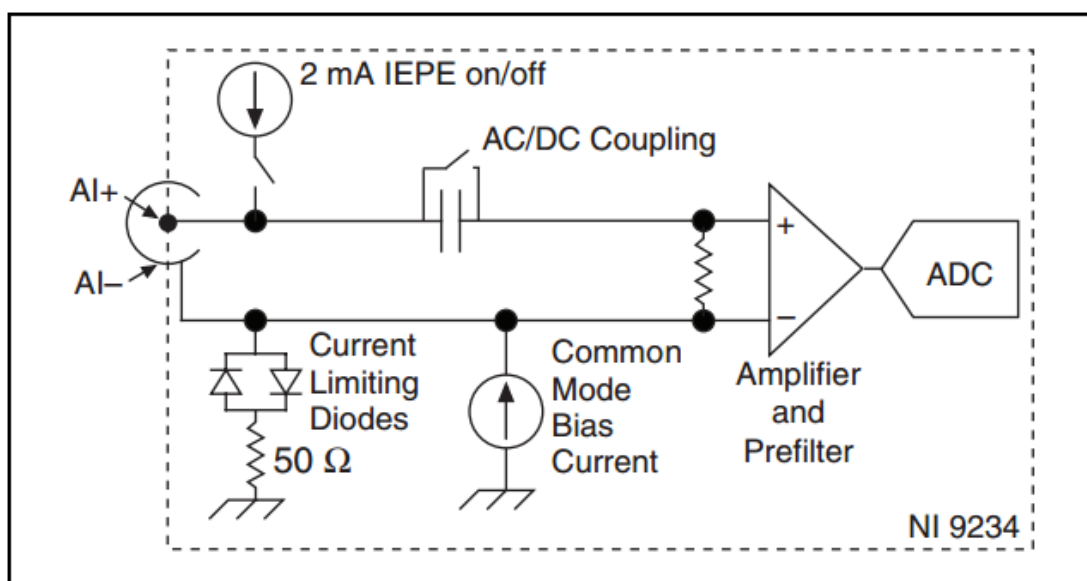 2 mA IEPE on/off
AC/DC Coupling
AI+
AI–
+
–
ADC
Current
Limiting
Diodes
50 Ω
Common
Mode
Bias
Current
Amplifier
and
Prefilter
NI 9234